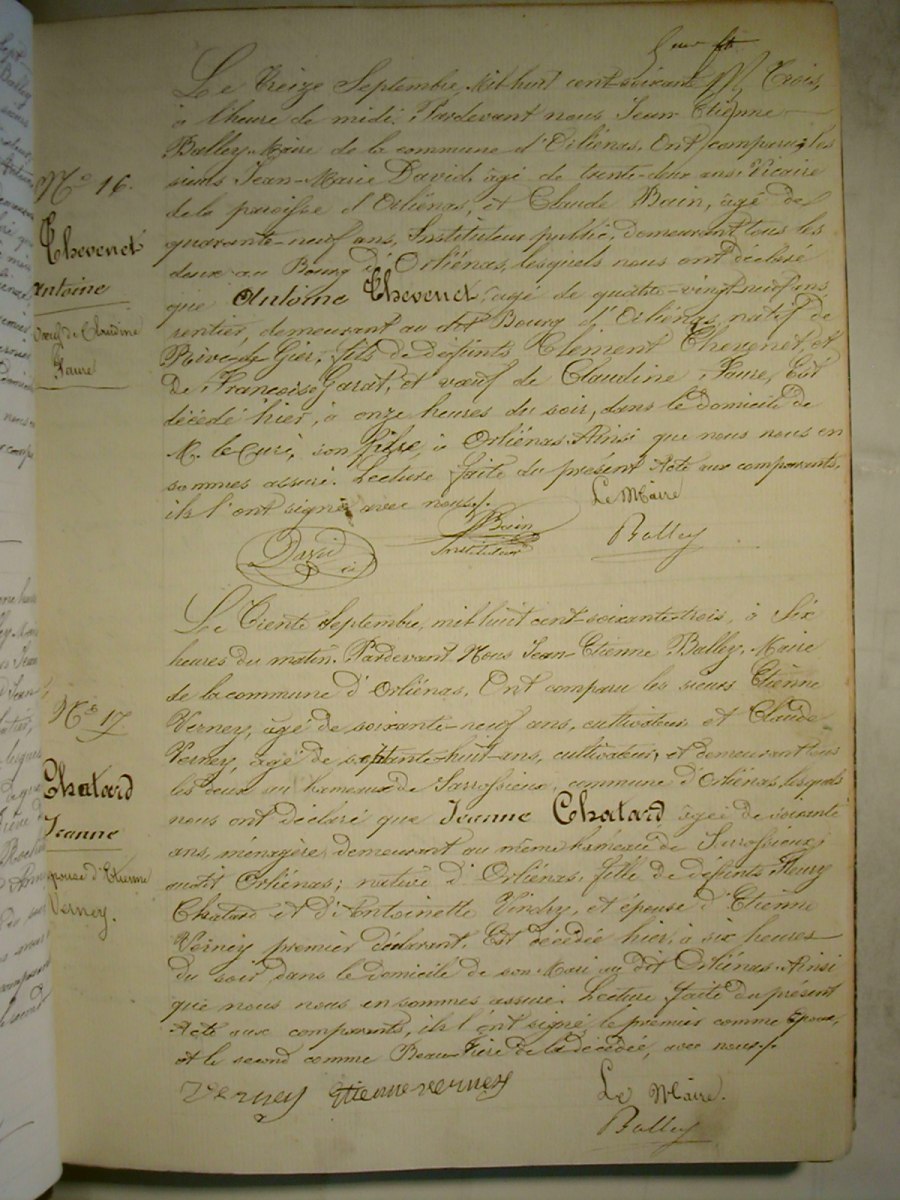 Le Treize Septembre, Mil huit cent soixante Trois,
à l'heure de midi, Pardevant nous Jean Etienne
Balley, Maire de la commune d'Orliénas, Ont comparu les
sieurs Jean-Marie David, âgé de trente-deux ans, Vicaire
de la paroisse d'Orliénas, et Claude Bain, âgé de
quarante-neuf ans, Instituteur public, demeurant tous les
deux au Bourg d'Orliénas, lesquels nous ont déclaré
que Antoine Thevenet, âgé de quatre-vingt-neuf ans
rentier, demeurant au dit Bourg d'Orliénas, natif de
Rive de Gier, fils de défunts Clément Thevenet et
de Françoise Garat, et vœuf de Claudine Faure, Est
décédé hier, à onze heures du soir, dans le domicile de
M. le Curé, son fils, à Orliénas. Ainsi que nous nous en
sommes assuré. Lecture faite du présent Acte aux comparants,
ils l'ont signé avec nous.
Le Maire
David
Bain
Instituteur
Balley
N° 16.
Thevenet
Antoine
vœuf de Claudine
Faure
Le Trente Septembre, mil huit cent soixante trois, à Six
heures du matin. Pardevant Nous Jean-Etienne Balley, Maire
de la commune d'Orliénas, Ont comparu les sieurs Etienne
Verney, âgé de soixante-neuf ans, cultivateur et Claude
Verney, âgé de septante-huit ans, cultivateur, et demeurant tous
les deux au hameau de Sarrossieux, commune d'Orliénas, lesquels
nous ont déclaré que Jeanne Chatard âgée de soixante
ans, ménagère, demeurant au même hameau de
audit Orliénas; native d'Orliénas, fille de défunts Fleury
Chatard et d'Antoinette Vindry, et épouse d'Etienne
Verney premier déclarant. Est décédée hier, à six heures
du soir dans le domicile de son Mari au dit Orliénas. Ainsi
que nous nous en sommes assuré. Lecture faite du présent
Acte aux comparants, ils l'ont signé, le premier comme Epoux,
et le second comme Beau-Frère de la décédée, avec nous.
Verney Etienne Verney
Le Maire.
Balley
N° 17
Chatard
Jeanne
épouse d'Etienne
Verney.